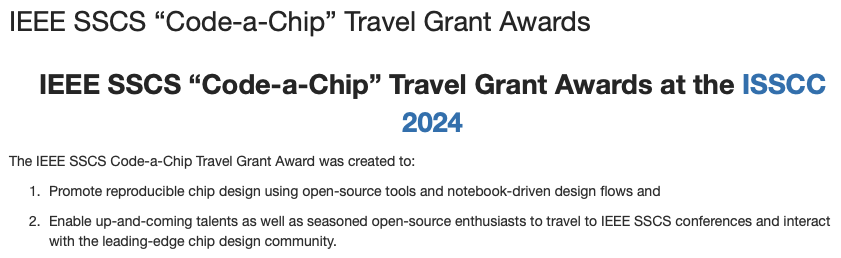 IEEE SSCS “Code-a-Chip” Travel Grant Awards
IEEE SSCS “Code-a-Chip” Travel Grant Awards at the ISSCC
2024
The IEEE SSCS Code-a-Chip Travel Grant Award was created to:
1. Promote reproducible chip design using open-source tools and notebook-driven design flows and
2. Enable up-and-coming talents as well as seasoned open-source enthusiasts to travel to IEEE SSCS conferences and interact
with the leading-edge chip design community.